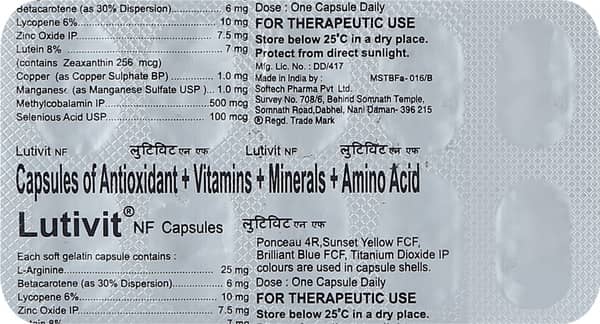 Betacarotene (as 30% Dispersion) 6 mg
Lycopene 6% 10 mg
Zinc Oxide IP 7.5 mg
Lutein 8% 7 mg
(contains Zeaxanthin 256 mcg)
Copper (as Copper Sulphate BP) 1.0 mg
Manganese (as Manganese Sulfate USP) 1.0 mg
Methylcobalamin IP 500 mcg
Selenious Acid USP 100 mcg
Dose : One Capsule Daily
FOR THERAPEUTIC USE
Store below 25°C in a dry place.
Protect from direct sunlight.
Mfg. Lic. No. : DD/417
Made in India by : MSTBFa-016/B
Softech Pharma Pvt Ltd.
Survey No. 708/6, Behind Somnath Temple,
Somnath Road, Dabhel, Nani Daman- 396 215
® Regd. Trade Mark
Lutivit NF लुटिविट एन एफ Lutivit NF लुटिविट एन एफ
Capsules of Antioxidant + Vitamins + Minerals + Amino Acid
Lutivit® NF Capsules लुटिविट एन एफ
Each soft gelatin capsule contains:
L-Arginine 25 mg
Betacarotene (as 30% Dispersion) 6 mg
Lycopene 6% 10 mg
Zinc Oxide IP 7.5 mg
Lutein 8% 7 mg
Ponceau 4R,Sunset Yellow FCF,
Brilliant Blue FCF, Titanium Dioxide IP
colours are used in capsule shells.
Dose : One Capsule Daily
FOR THERAPEUTIC USE
Store below 25°C in a dry place.